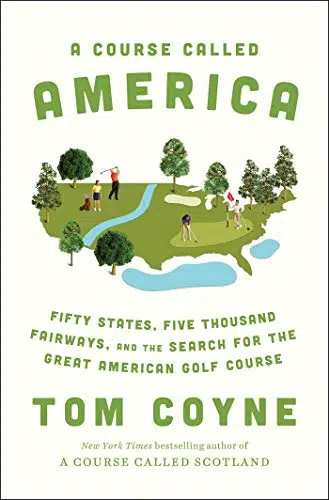 A COURSE CALLED
AMERICA
FIFTY STATES, FIVE THOUSAND
FAIRWAYS, AND THE SEARCH FOR THE
GREAT AMERICAN GOLF COURSE
TOM COYNE
New York Times bestselling author of
A COURSE CALLED SCOTLAND